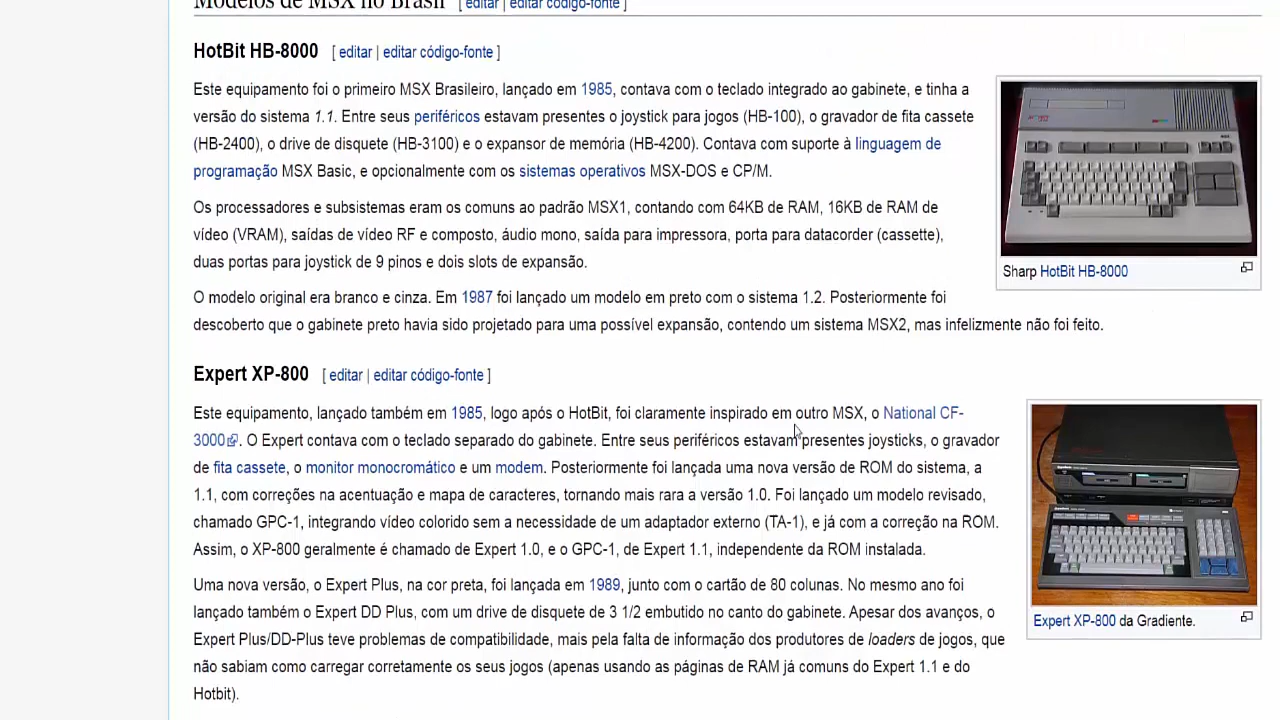 Modelos de MSX no Brasil [ editar | editar código-fonte ]
HotBit HB-8000 [ editar | editar código-fonte ]
Este equipamento foi o primeiro MSX Brasileiro, lançado em 1985, contava com o teclado integrado ao gabinete, e tinha a
versão do sistema 1.1. Entre seus periféricos estavam presentes o joystick para jogos (HB-100), o gravador de fita cassete
(HB-2400), o drive de disquete (HB-3100) e o expansor de memória (HB-4200). Contava com suporte à linguagem de
programação MSX Basic, e opcionalmente com os sistemas operativos MSX-DOS e CP/M.
Os processadores e subsistemas eram os comuns ao padrão MSX1, contando com 64KB de RAM, 16KB de RAM de
vídeo (VRAM), saídas de vídeo RF e composto, áudio mono, saída para impressora, porta para datacorder (cassette),
duas portas para joystick de 9 pinos e dois slots de expansão.
Sharp HotBit HB-8000
O modelo original era branco e cinza. Em 1987 foi lançado um modelo em preto com o sistema 1.2. Posteriormente foi
descoberto que o gabinete preto havia sido projetado para uma possível expansão, contendo um sistema MSX2, mas infelizmente não foi feito.
Expert XP-800 [ editar | editar código-fonte ]
Este equipamento, lançado também em 1985, logo após o HotBit, foi claramente inspirado em outro MSX, o National CF-
3000. O Expert contava com o teclado separado do gabinete. Entre seus periféricos estavam presentes joysticks, o gravador
de fita cassete, o monitor monocromático e um modem. Posteriormente foi lançada uma nova versão de ROM do sistema, a
1.1, com correções na acentuação e mapa de caracteres, tornando mais rara a versão 1.0. Foi lançado um modelo revisado,
chamado GPC-1, integrando vídeo colorido sem a necessidade de um adaptador externo (TA-1), e já com a correção na ROM.
Assim, o XP-800 geralmente é chamado de Expert 1.0, e o GPC-1, de Expert 1.1, independente da ROM instalada.
Uma nova versão, o Expert Plus, na cor preta, foi lançada em 1989, junto com o cartão de 80 colunas. No mesmo ano foi
lançado também o Expert DD Plus, com um drive de disquete de 3 1/2 embutido no canto do gabinete. Apesar dos avanços, o
Expert Plus/DD-Plus teve problemas de compatibilidade, mais pela falta de informação dos produtores de loaders de jogos, que
não sabiam como carregar corretamente os seus jogos (apenas usando as páginas de RAM já comuns do Expert 1.1 e do
Hotbit).
Expert XP-800 da Gradiente.